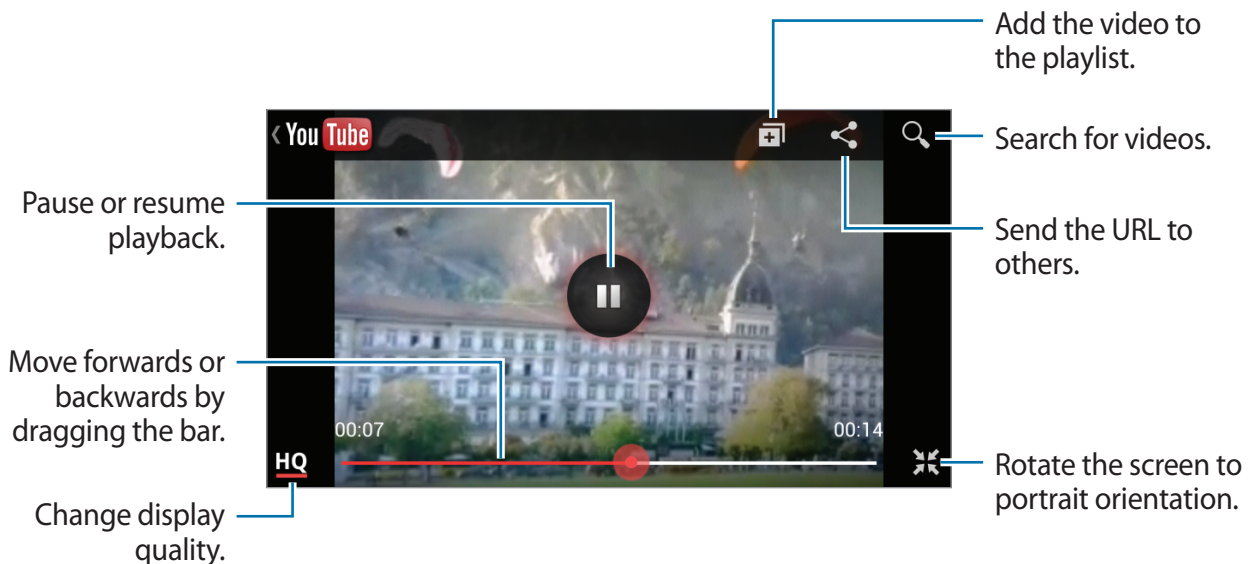 Add the video to
the playlist.
You Tube
Search for videos.
Pause or resume
playback.
Send the URL to
others.
Move forwards or
backwards by
dragging the bar.
00:07
00:14
HQ
Rotate the screen to
portrait orientation.
Change display
quality.